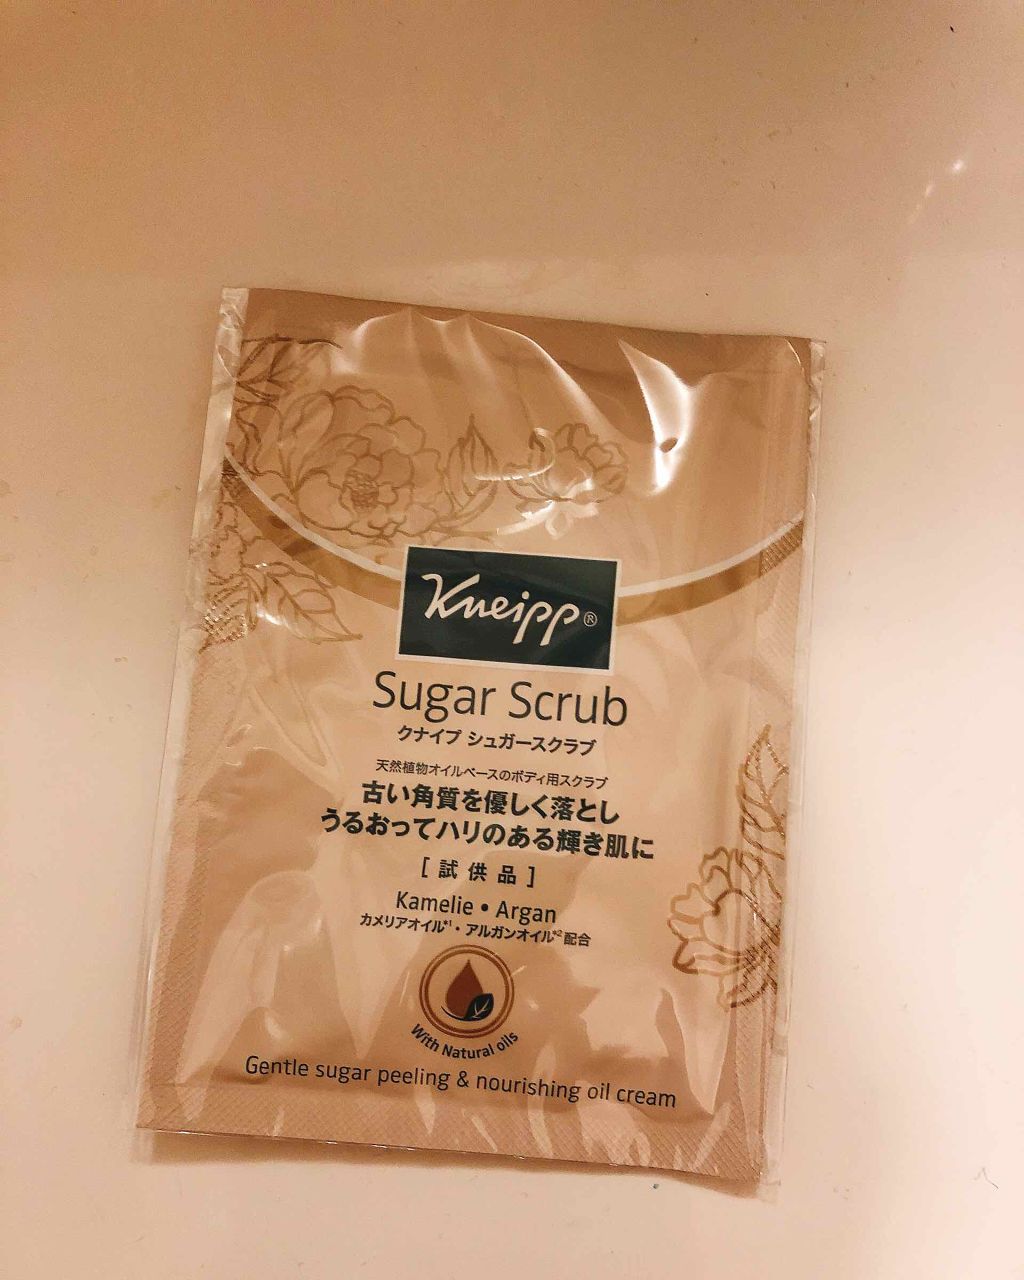 Kneipp®
Sugar Scrub
クナイプ シュガースクラブ
天然植物オイルベースのボディ用スクラブ
古い角質を優しく落とし
うるおってハリのある輝き肌に
[ 試供品 ]
Kamelie • Argan
カメリアオイル*1・アルガンオイル*2配合
With Natural oils
Gentle sugar peeling & nourishing oil cream